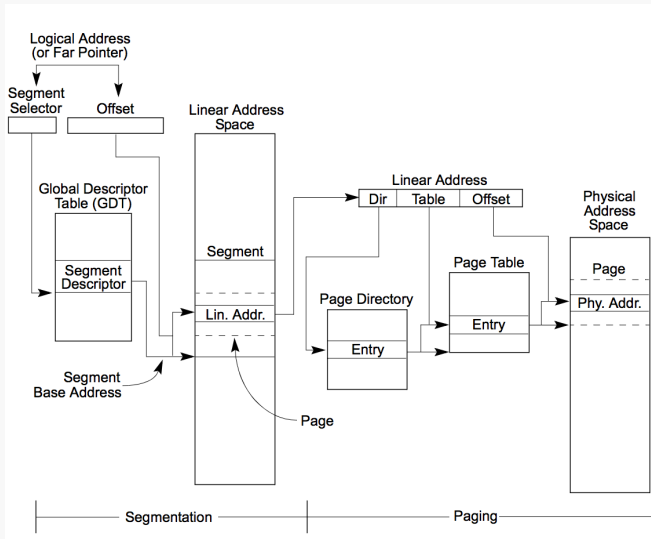 Logical Address
(or Far Pointer)
Segment
Selector
Offset
Linear Address
Space
Global Descriptor
Table (GDT)
Segment
Descriptor
Segment
Lin. Addr.
Segment
Base Address
Page
Linear Address
Dir
Table
Offset
Page Directory
Entry
Page Table
Entry
Physical
Address
Space
Page
Phy. Addr.
Segmentation
Paging